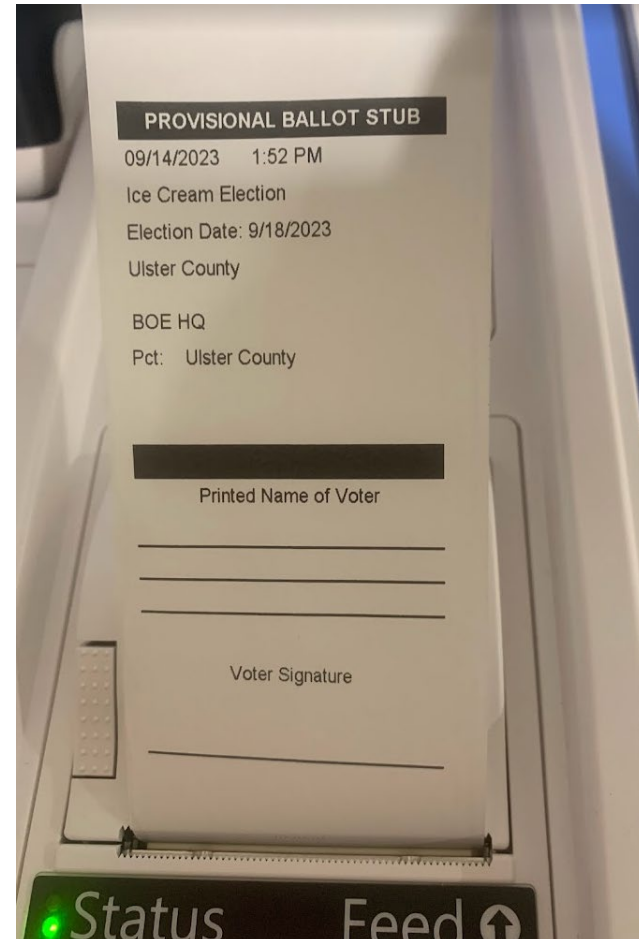 PROVISIONAL BALLOT STUB
09/14/2023 1:52 PM
Ice Cream Election
Election Date: 9/18/2023
Ulster County
BOE HQ
Pct: Ulster County
Printed Name of Voter
Voter Signature
Status Feed